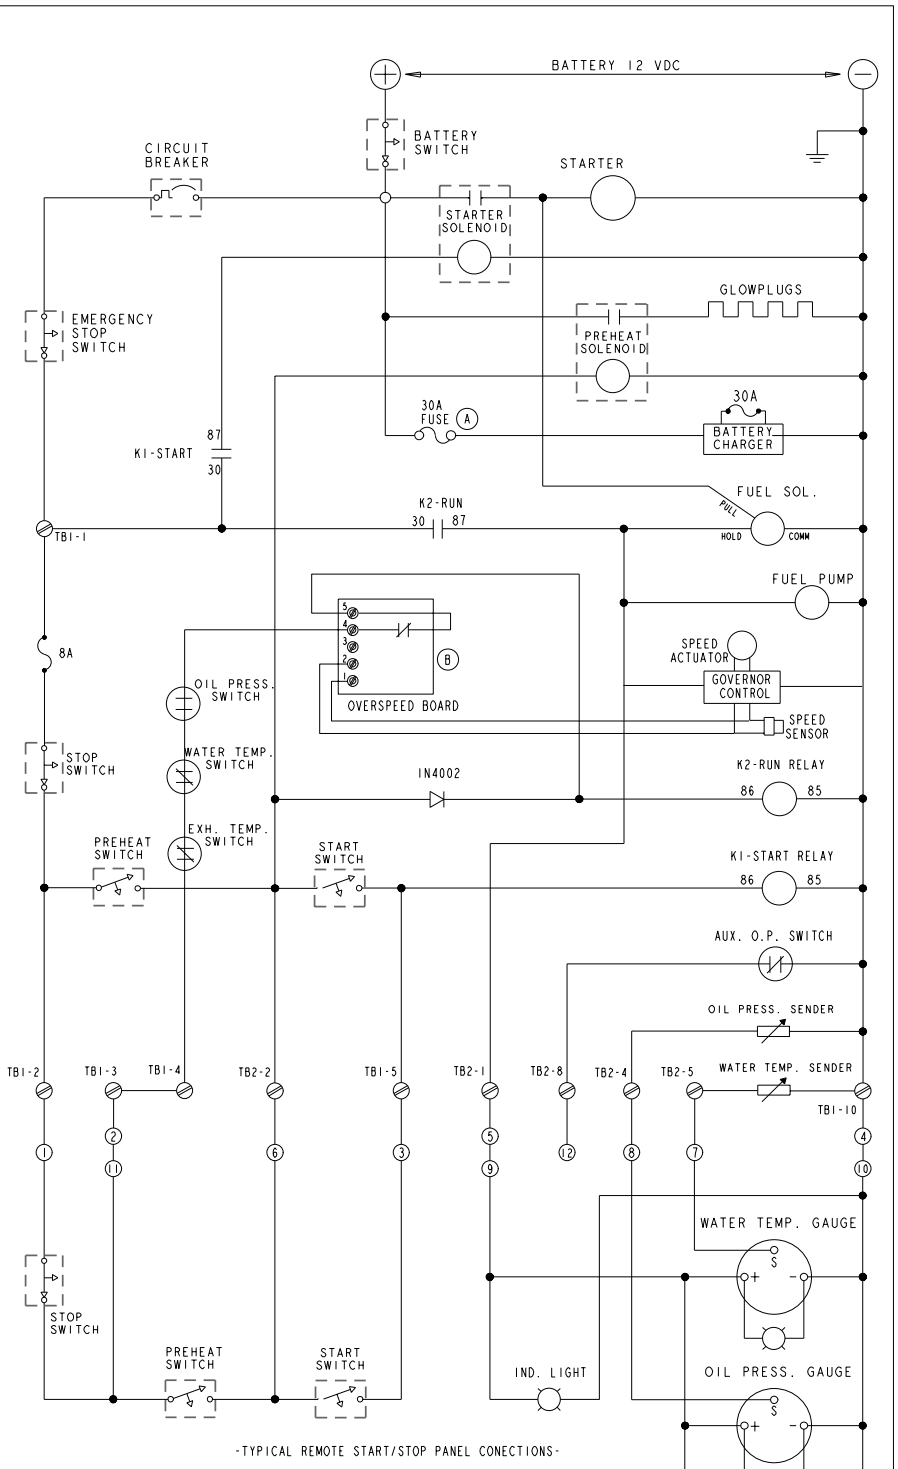 BATTERY 12 VDC
+
-
CIRCUIT
BREAKER
BATTERY
SWITCH
STARTER
STARTER
SOLENOID
EMERGENCY
STOP
SWITCH
GLOWPLUGS
PREHEAT
SOLENOID
30A
FUSE
A
30A
BATTERY
CHARGER
87
K1-START
30
K2-RUN
30
87
FUEL SOL.
PULL
HOLD
COMM
TB1-1
FUEL PUMP
8A
5
4
3
2
1
B
OVERSPEED BOARD
SPEED
ACTUATOR
GOVERNOR
CONTROL
SPEED
SENSOR
OIL PRESS.
SWITCH
WATER TEMP.
SWITCH
STOP
SWITCH
1N4002
K2-RUN RELAY
86
85
EXH. TEMP.
SWITCH
PREHEAT
SWITCH
START
SWITCH
K1-START RELAY
86
85
AUX. O.P. SWITCH
OIL PRESS. SENDER
WATER TEMP. SENDER
TB1-2
TB1-3
TB1-4
TB2-2
TB1-5
TB2-1
TB2-8
TB2-4
TB2-5
TB1-10
2
5
4
1
6
3
12
8
7
11
9
10
WATER TEMP. GAUGE
S
+
-
STOP
SWITCH
PREHEAT
SWITCH
START
SWITCH
IND. LIGHT
OIL PRESS. GAUGE
S
+
-
-TYPICAL REMOTE START/STOP PANEL CONECTIONS-